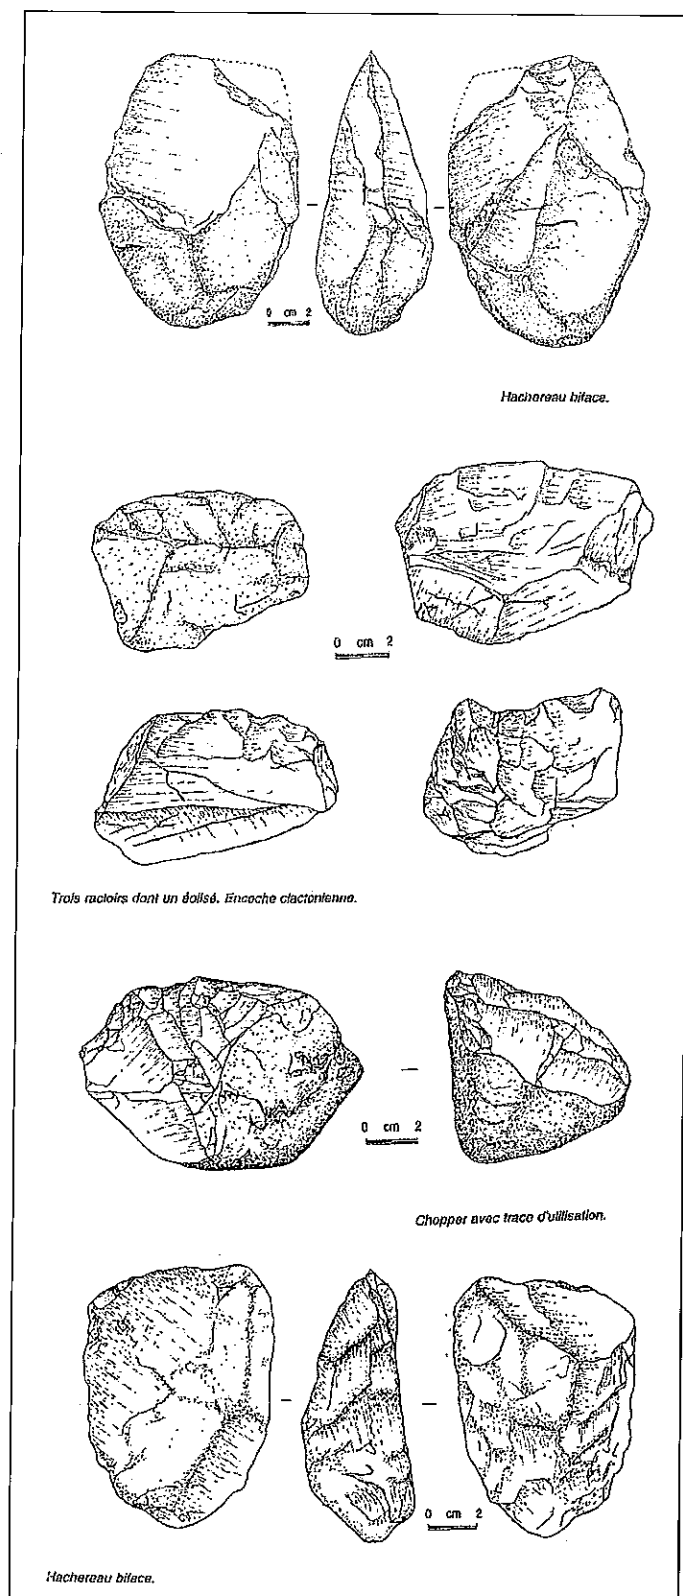 0 cm 2
Hachereau biface.
0 cm 2
Trois racloirs dont un éolisé. Encoche clactonienne.
0 cm 2
Chopper avec trace d'utilisation.
0 cm 2
Hachereau biface.